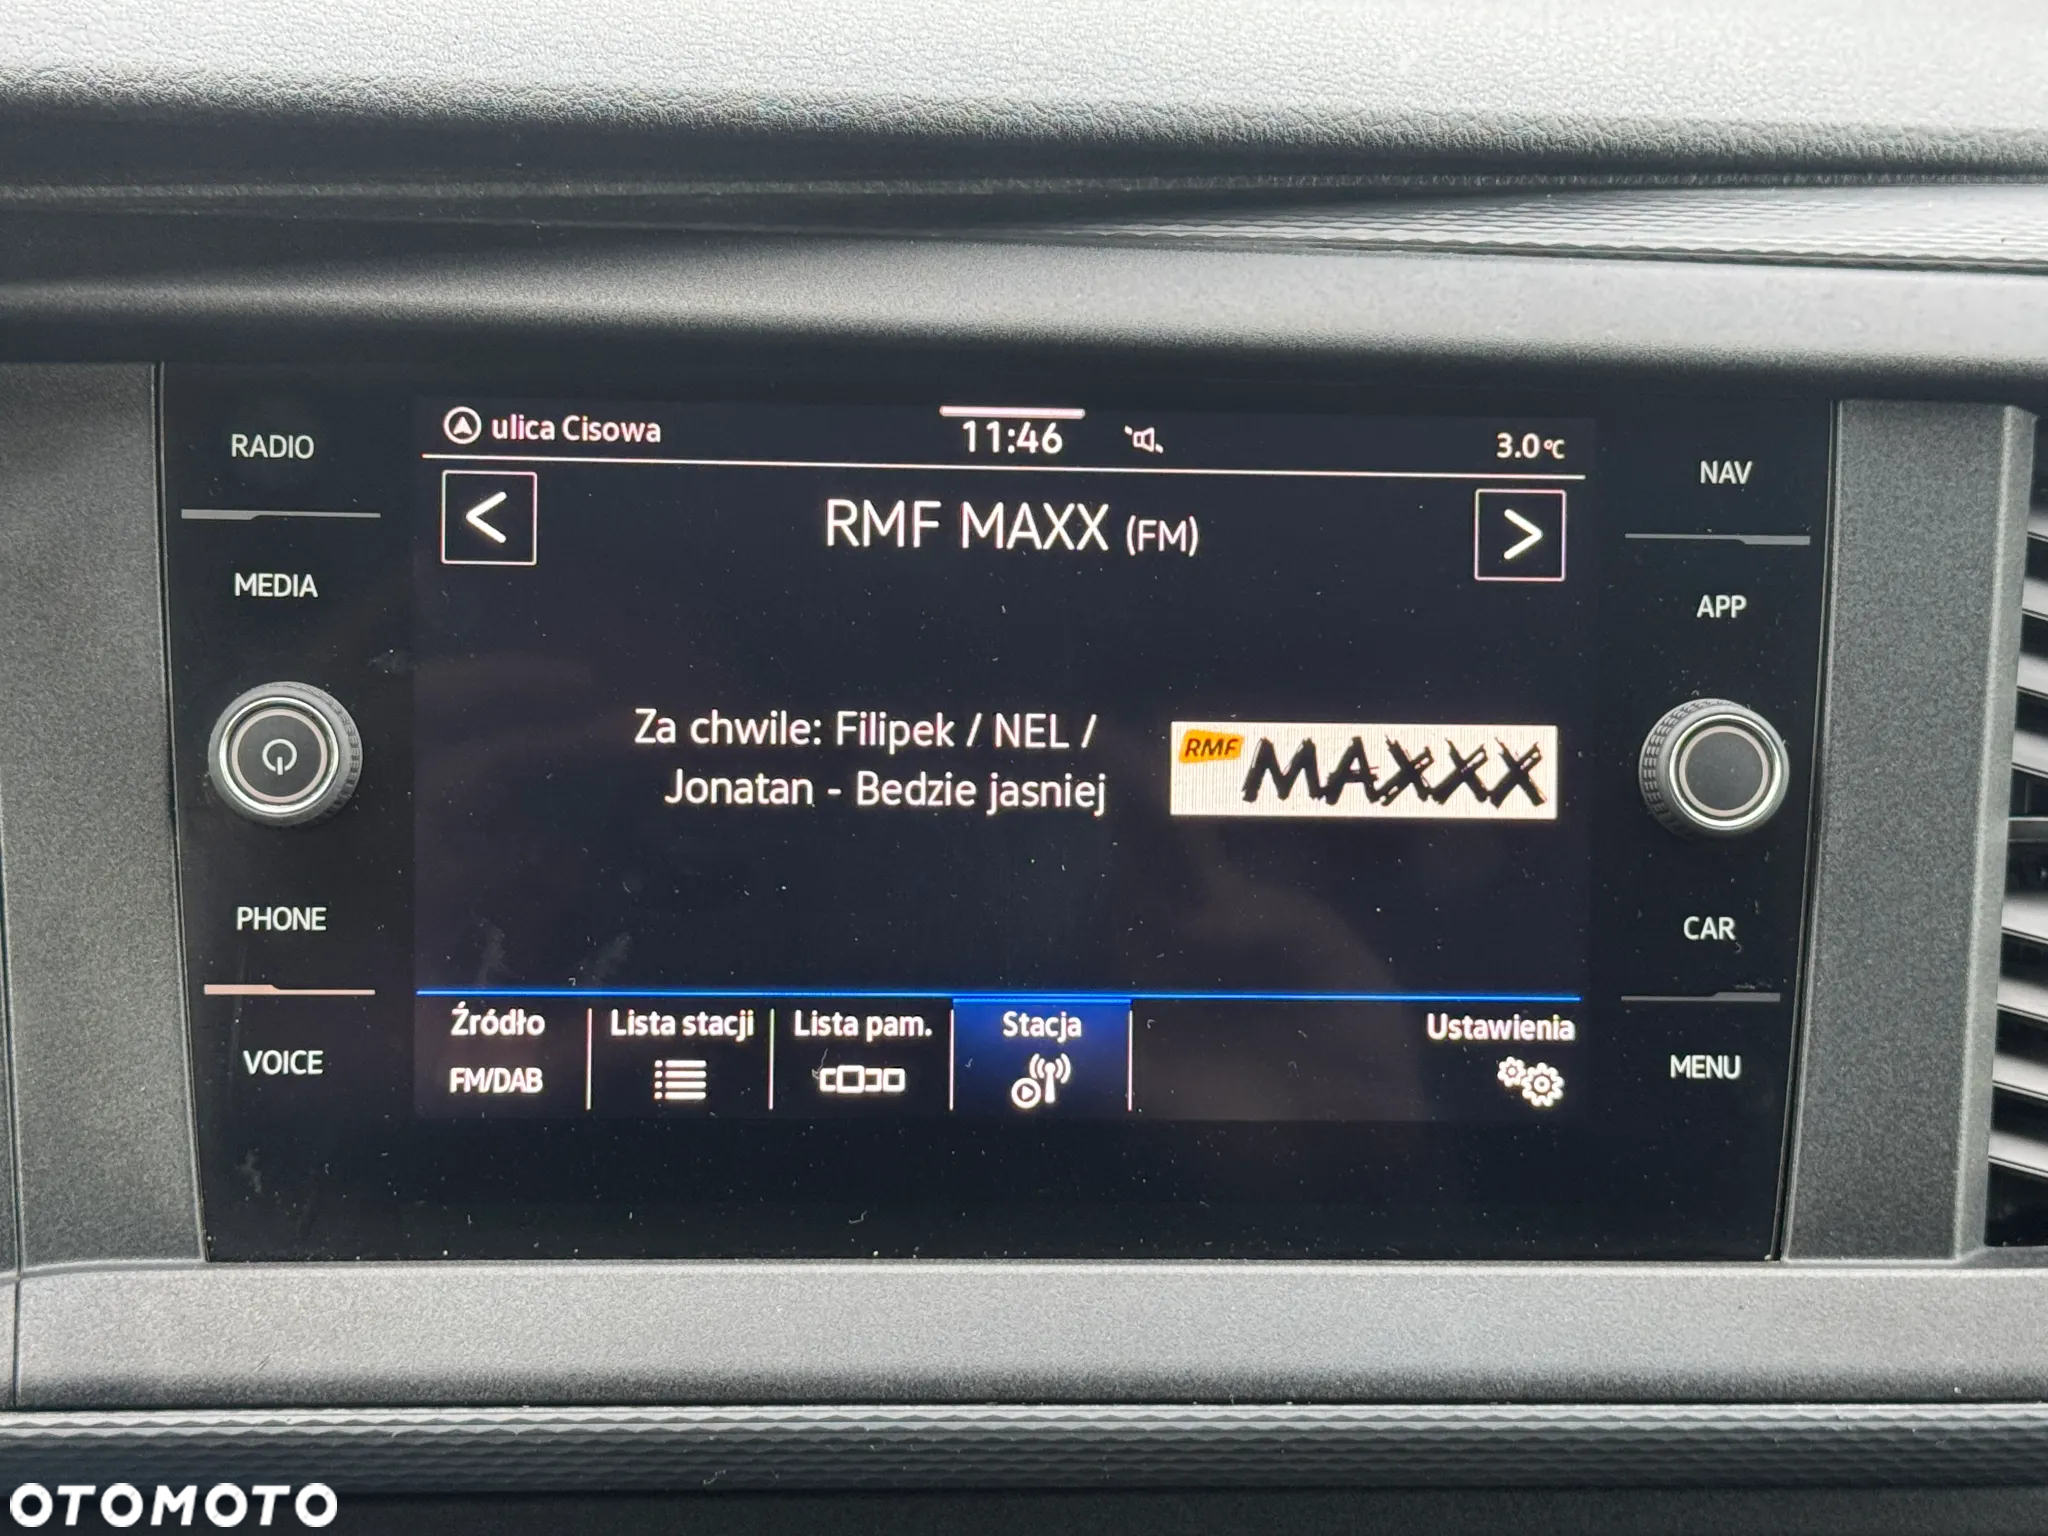 ulica Cisowa 11:46 3.0°C
RADIO
NAV
< RMF MAXX (FM) >
MEDIA
APP
Za chwile: Filipek / NEL /
Jonatan - Bedzie jasniej
RMF MAXXX
PHONE
CAR
Źródło Lista stacji Lista pam. Stacja Ustawienia
FM/DAB
VOICE
MENU
OTOMOTO